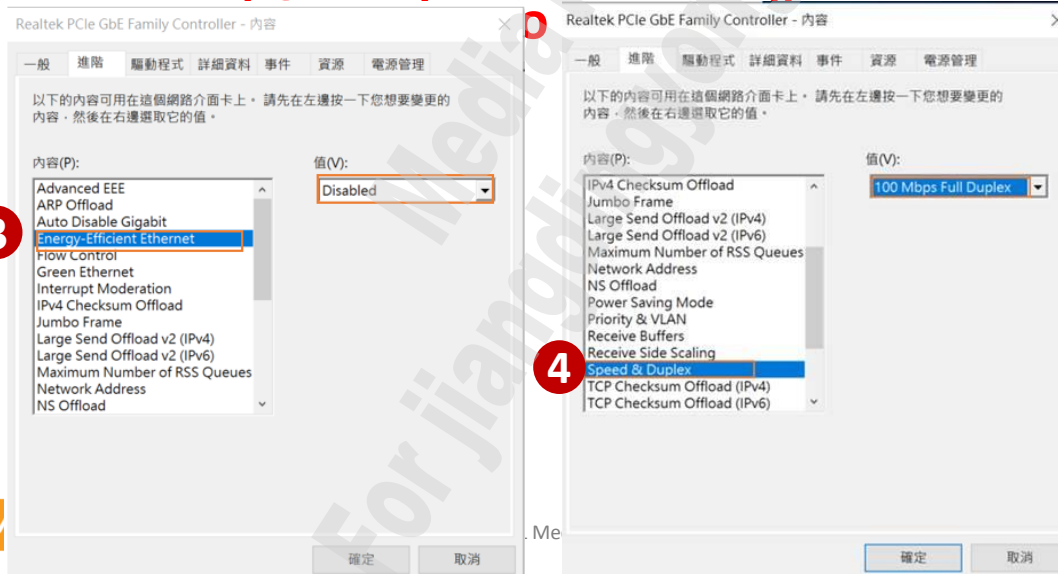 Realtek PCIe GbE Family Controller - 內容
一般 進階 驅動程式 詳細資料 事件 資源 電源管理
以下的內容可用在這個網路介面卡上。 請先在左邊按一下您想要變更的
內容，然後在右邊選取它的值。
內容(P):
值(V):
Advanced EEE
ARP Offload
Auto Disable Gigabit
Energy-Efficient Ethernet
Flow Control
Green Ethernet
Interrupt Moderation
IPv4 Checksum Offload
Jumbo Frame
Large Send Offload v2 (IPv4)
Large Send Offload v2 (IPv6)
Maximum Number of RSS Queues
Network Address
NS Offload
Disabled
確定 取消
Realtek PCIe GbE Family Controller - 內容
一般 進階 驅動程式 詳細資料 事件 資源 電源管理
以下的內容可用在這個網路介面卡上。 請先在左邊按一下您想要變更的
內容，然後在右邊選取它的值。
內容(P):
值(V):
IPv4 Checksum Offload
Jumbo Frame
Large Send Offload v2 (IPv4)
Large Send Offload v2 (IPv6)
Maximum Number of RSS Queues
Network Address
NS Offload
Power Saving Mode
Priority & VLAN
Receive Buffers
Receive Side Scaling
4
Speed & Duplex
TCP Checksum Offload (IPv4)
TCP Checksum Offload (IPv6)
100 Mbps Full Duplex
確定 取消
Me